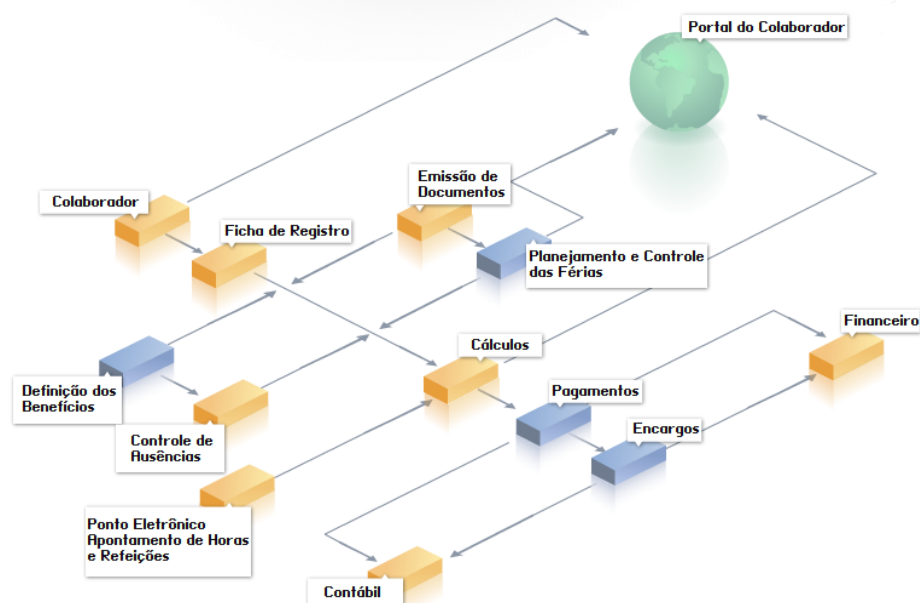 Portal do Colaborador
Emissão de
Documentos
Colaborador
Ficha de Registro
Planejamento e Controle
das Férias
Financeiro
Cálculos
Definição dos
Benefícios
Pagamentos
Encargos
Controle de
Ausências
Ponto Eletrônico
Apontamento de Horas
e Refeições
Contábil